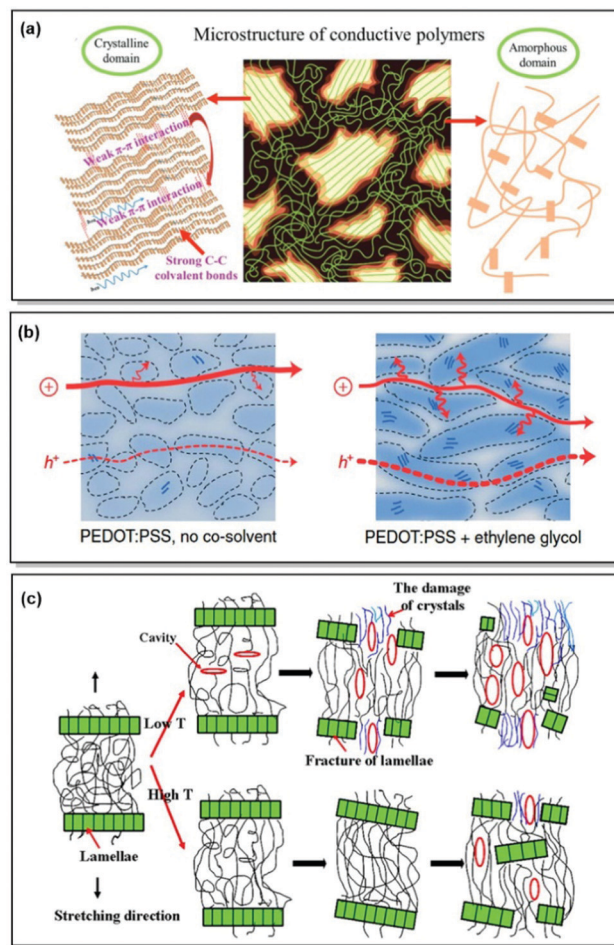 (a)
Microstructure of conductive polymers
Crystalline
domain
Amorphous
domain
Weak π-π interaction
Weak π-π interaction
Strong C-C
colvalent bonds
(b)
h⁺
PEDOT:PSS, no co-solvent
h⁺
PEDOT:PSS + ethylene glycol
(c)
The damage
of crystals
Cavity
Low T
Fracture of lamellae
High T
Lamellae
Stretching direction